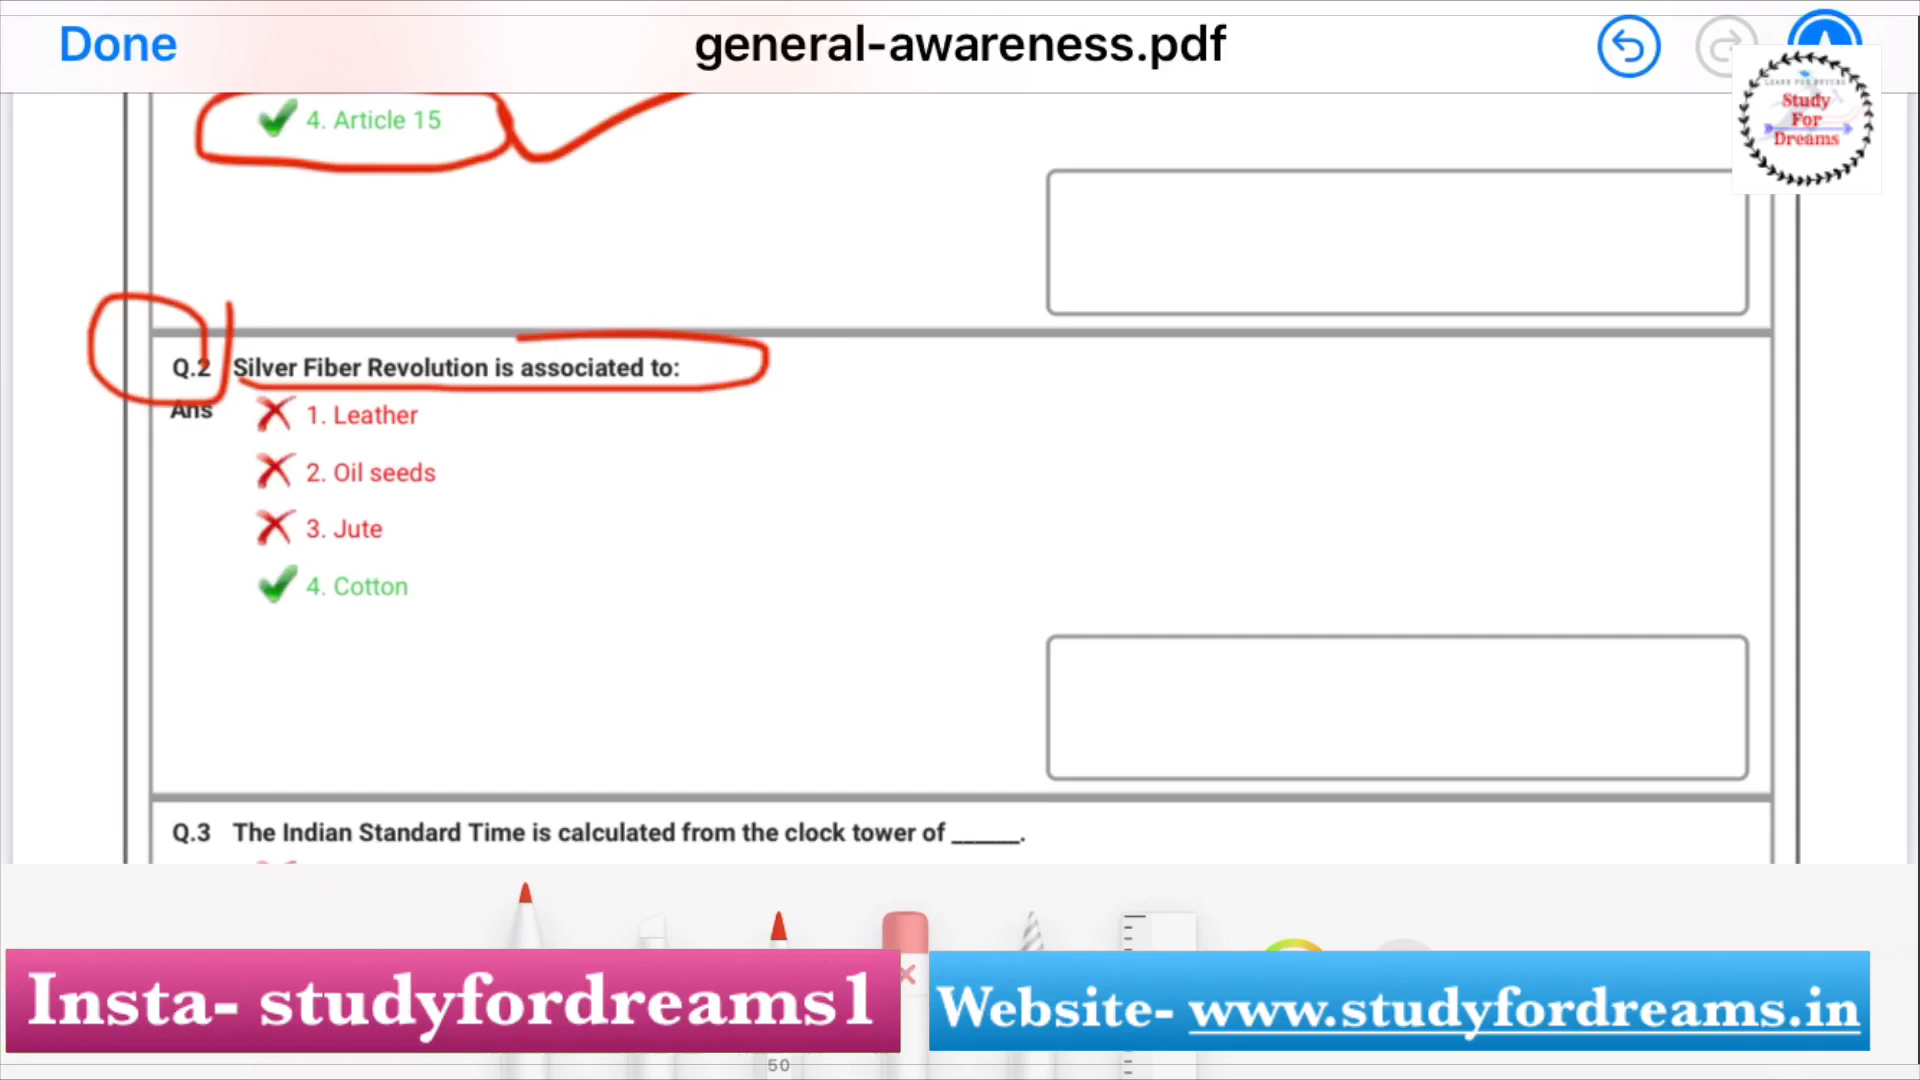 Done
general-awareness.pdf
Study
For
Dreams
4. Article 15
Q.2 Silver Fiber Revolution is associated to:
Ans
1. Leather
2. Oil seeds
3. Jute
4. Cotton
Q.3 The Indian Standard Time is calculated from the clock tower of ______.
Insta- studyfordreams1
Website- www.studyfordreams.in
50